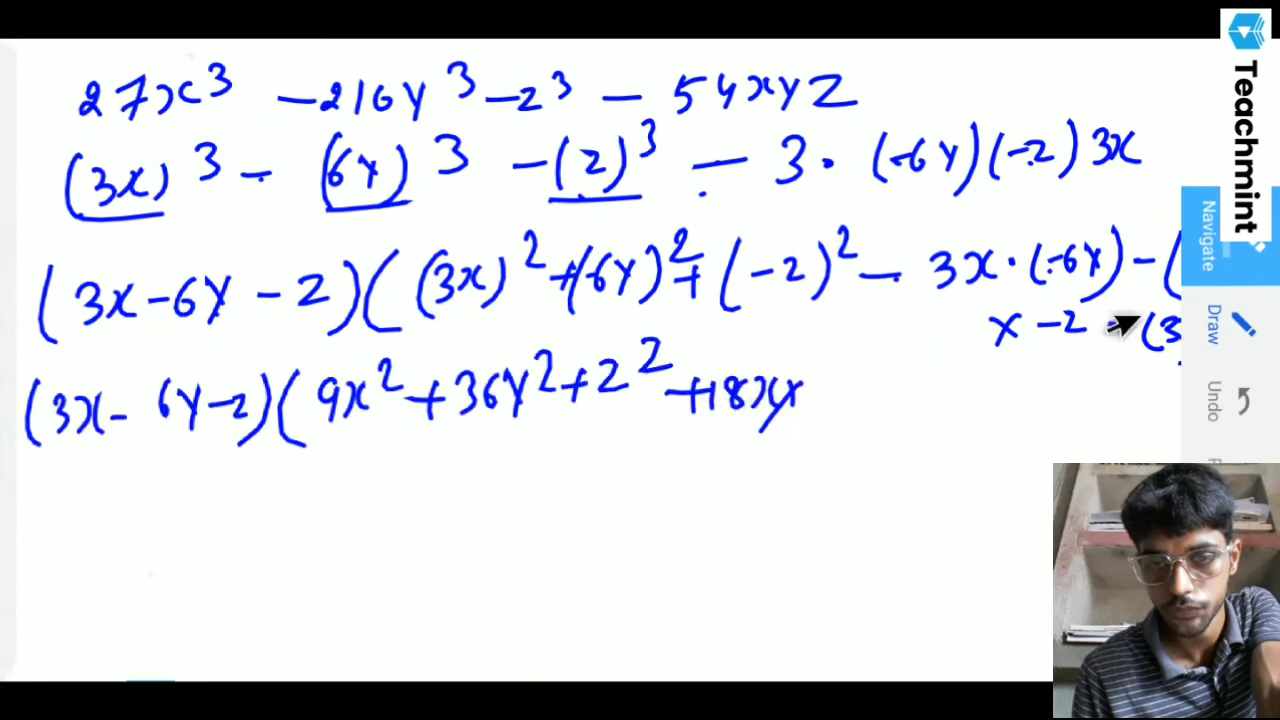 27x³ - 216y³ - z³ - 54xyz
(3x)³ - (6y)³ - (z)³ - 3·(-6y)(-z)3x
(3x-6y-z)((3x)²+(-6y)²+(-z)² - 3x·(-6y) - (
x - z - (3
(3x - 6y-z)(9x²+36y²+z²+18xy
Teachmint
Navigate
Draw
Undo